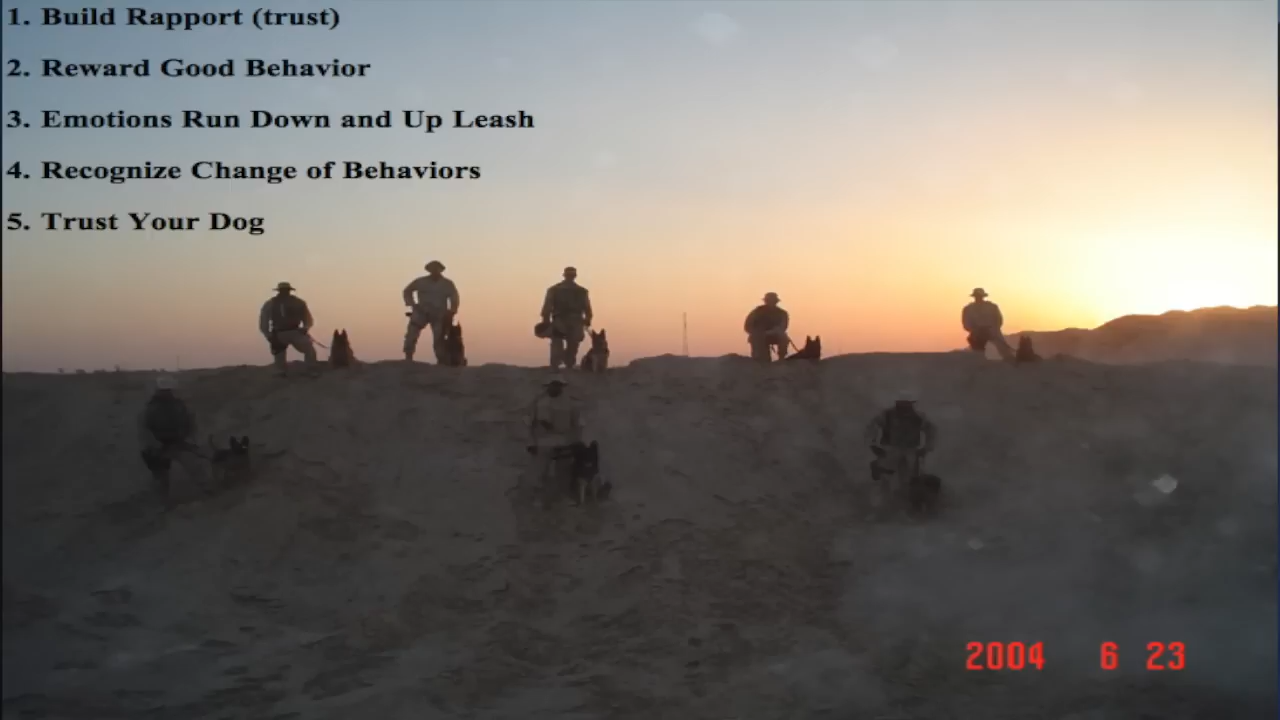 1. Build Rapport (trust)
2. Reward Good Behavior
3. Emotions Run Down and Up Leash
4. Recognize Change of Behaviors
5. Trust Your Dog
2004 6 23